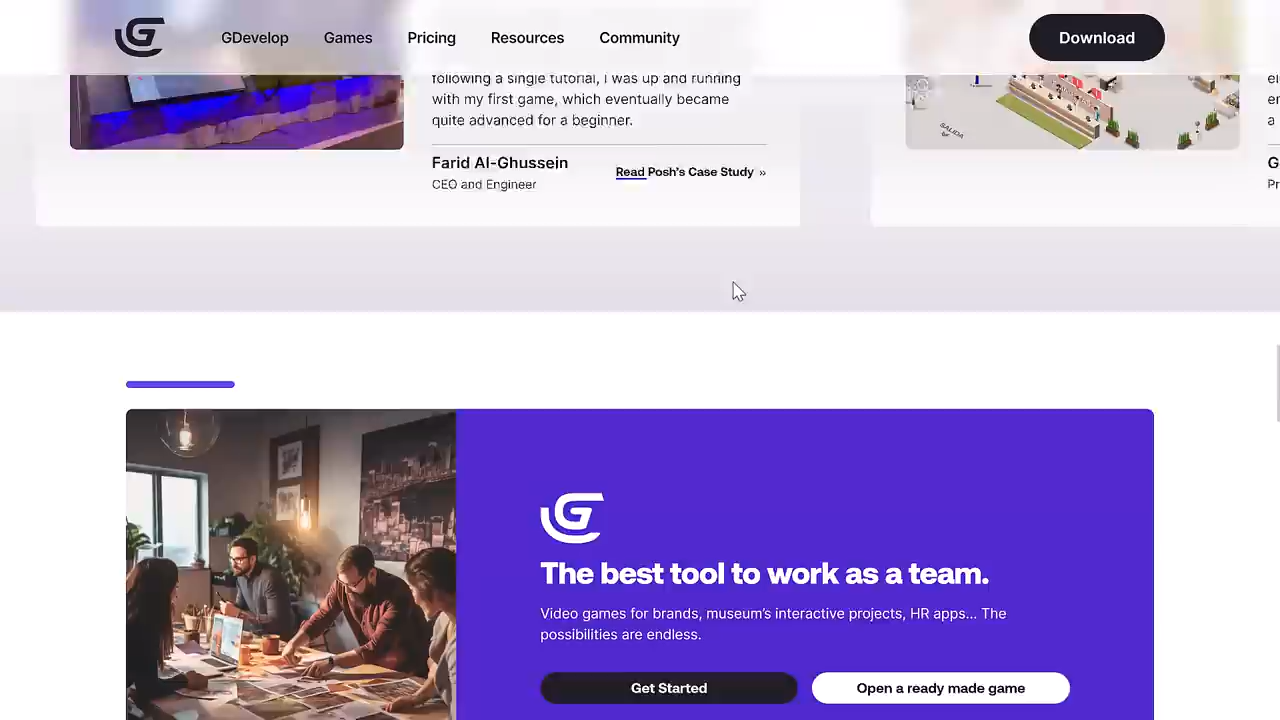 GDevelop Games Pricing Resources Community Download
following a single tutorial, I was up and running
with my first game, which eventually became
quite advanced for a beginner.
Farid Al-Ghussein
CEO and Engineer
Read Posh's Case Study »
SALIDA
The best tool to work as a team.
Video games for brands, museum's interactive projects, HR apps... The
possibilities are endless.
Get Started
Open a ready made game